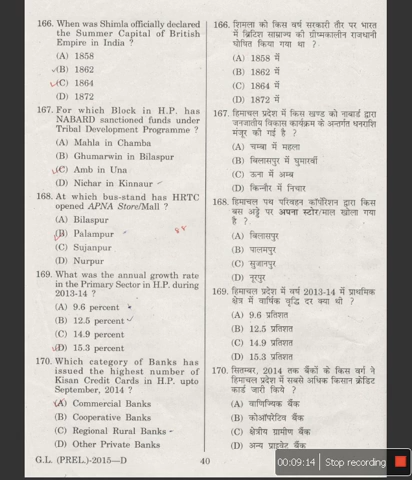 166. When was Shimla officially declared
the Summer Capital of British
Empire in India ?
(A) 1858
(B) 1862
(C) 1864
(D) 1872
167. For which Block in H.P. has
NABARD sanctioned funds under
Tribal Development Programme ?
(A) Mahla in Chamba
(B) Ghumarwin in Bilaspur
(C) Amb in Una
(D) Nichar in Kinnaur
168. At which bus-stand has HRTC
opened APNA Store/Mall ?
(A) Bilaspur
(B) Palampur
(C) Sujanpur
(D) Nurpur
169. What was the annual growth rate
in the Primary Sector in H.P. during
2013-14 ?
(A) 9.6 percent
(B) 12.5 percent
(C) 14.9 percent
(D) 15.3 percent
170. Which category of Banks has
issued the highest number of
Kisan Credit Cards in H.P. upto
September, 2014 ?
(A) Commercial Banks
(B) Cooperative Banks
(C) Regional Rural Banks
(D) Other Private Banks
166. शिमला को किस वर्ष सरकारी तौर पर भारत
में ब्रिटिश साम्राज्य की ग्रीष्मकालीन राजधानी
घोषित किया गया था ?
(A) 1858 में
(B) 1862 में
(C) 1864 में
(D) 1872 में
167. हिमाचल प्रदेश में किस खण्ड को नाबार्ड द्वारा
जनजातीय विकास कार्यक्रम के अन्तर्गत धनराशि
मंजूर की गई है ?
(A) चम्बा में महला
(B) बिलासपुर में घुमारवीं
(C) ऊना में अम्ब
(D) किन्नौर में निचार
168. हिमाचल पथ परिवहन कॉर्पोरेशन द्वारा किस
बस अड्डे पर अपना स्टोर/माल खोला गया
है ?
(A) बिलासपुर
(B) पालमपुर
(C) सुजानपुर
(D) नूरपुर
169. हिमाचल प्रदेश में वर्ष 2013-14 में प्राथमिक
क्षेत्र में वार्षिक वृद्धि दर क्या थी ?
(A) 9.6 प्रतिशत
(B) 12.5 प्रतिशत
(C) 14.9 प्रतिशत
(D) 15.3 प्रतिशत
170. सितम्बर, 2014 तक बैंकों के किस वर्ग ने
हिमाचल प्रदेश में सबसे अधिक किसान क्रेडिट
कार्ड जारी किये ?
(A) वाणिज्यिक बैंक
(B) कोऑपरेटिव बैंक
(C) क्षेत्रीय ग्रामीण बैंक
(D) अन्य प्राइवेट बैंक
G.L. (PREL.)-2015—D
40
00:09:14 Stop recording